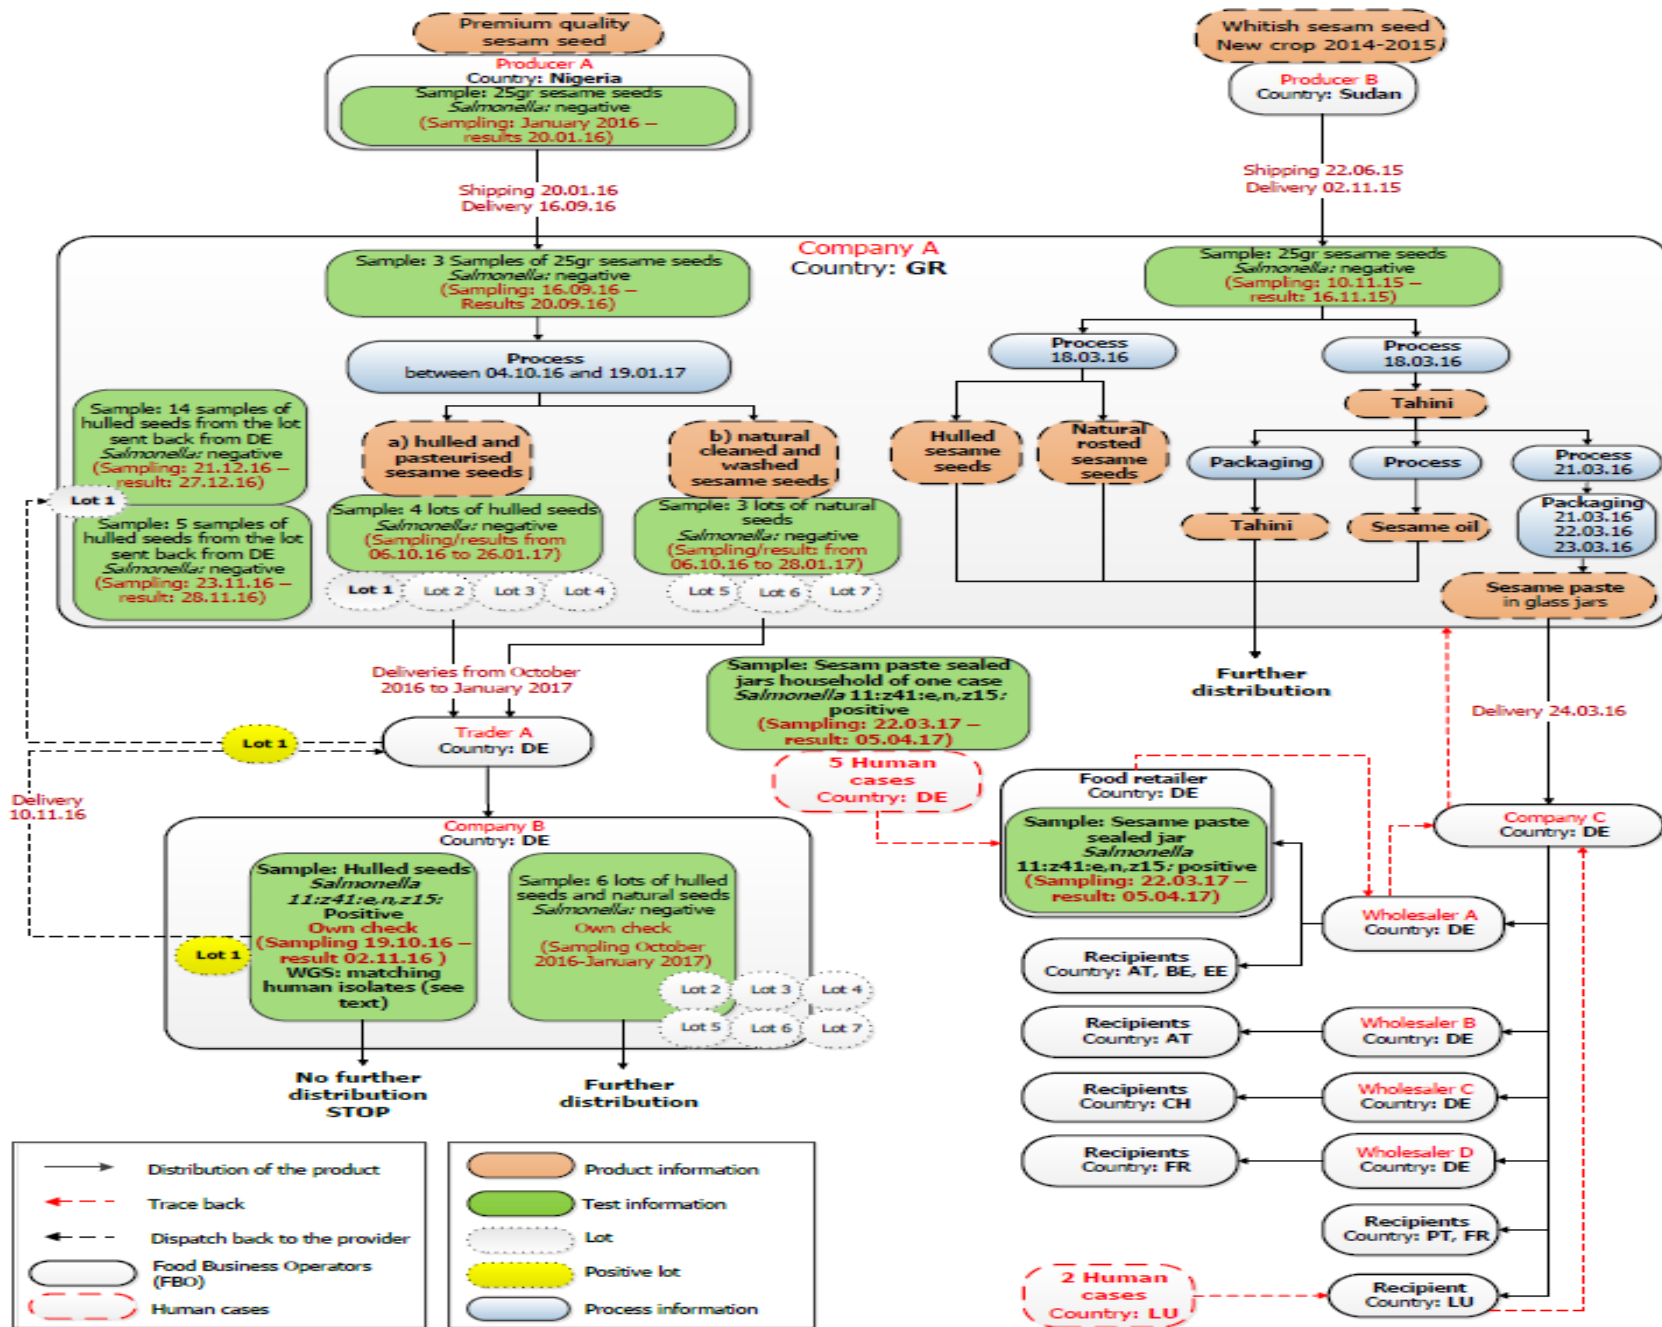 Premium quality
sesam seed
Producer A
Country: Nigeria
Sample: 25gr sesame seeds
Salmonella: negative
(Sampling: January 2016 –
results 20.01.16)
Whitish sesam seed
New crop 2014-2015
Producer B
Country: Sudan
Shipping 20.01.16
Delivery 16.09.16
Shipping 22.06.15
Delivery 02.11.15
Company A
Country: GR
Sample: 3 Samples of 25gr sesame seeds
Salmonella: negative
(Sampling: 16.09.16 –
Results 20.09.16)
Sample: 25gr sesame seeds
Salmonella: negative
(Sampling: 10.11.15 –
result: 16.11.15)
Process
between 04.10.16 and 19.01.17
Process
18.03.16
Process
18.03.16
Sample: 14 samples of
hulled seeds from the lot
sent back from DE
Salmonella: negative
(Sampling: 21.12.16 –
result: 27.12.16)
Lot 1
Sample: 5 samples of
hulled seeds from the lot
sent back from DE
Salmonella: negative
(Sampling: 23.11.16 –
result: 28.11.16)
a) hulled and
pasteurised
sesame seeds
b) natural
cleaned and
washed
sesame seeds
Hulled
sesame
seeds
Natural
rosted
sesame
seeds
Tahini
Packaging
Process
Process
21.03.16
Packaging
21.03.16
22.03.16
23.03.16
Tahini
Sesame oil
Sesame paste
in glass jars
Sample: 4 lots of hulled seeds
Salmonella: negative
(Sampling/results from
06.10.16 to 26.01.17)
Lot 1
Lot 2
Lot 3
Lot 4
Sample: 3 lots of natural
seeds
Salmonella: negative
(Sampling/result: from
06.10.16 to 28.01.17)
Lot 5
Lot 6
Lot 7
Deliveries from October
2016 to January 2017
Sample: Sesam paste sealed
jars household of one case
Salmonella 11:z41:e,n,z15:
positive
(Sampling: 22.03.17 –
result: 05.04.17)
Further
distribution
Delivery 24.03.16
Lot 1
Trader A
Country: DE
5 Human
cases
Country: DE
Food retailer
Country: DE
Sample: Sesame paste
sealed jar
Salmonella
11:z41:e,n,z15: positive
(Sampling: 22.03.17 –
result: 05.04.17)
Company C
Country: DE
Delivery
10.11.16
Company B
Country: DE
Sample: Hulled seeds
Salmonella
11:z41:e,n,z15:
Positive
Own check
(Sampling 19.10.16 –
result 02.11.16 )
WGS: matching
human isolates (see
text)
Lot 1
Sample: 6 lots of hulled
seeds and natural seeds
Salmonella: negative
Own check
(Sampling October
2016-January 2017)
Lot 2
Lot 3
Lot 4
Lot 5
Lot 6
Lot 7
Wholesaler A
Country: DE
Recipients
Country: AT, BE, EE
Recipients
Country: AT
Wholesaler B
Country: DE
Recipients
Country: CH
Wholesaler C
Country: DE
Recipients
Country: FR
Wholesaler D
Country: DE
Recipients
Country: PT, FR
2 Human
cases
Country: LU
Recipient
Country: LU
No further
distribution
STOP
Further
distribution
Distribution of the product
Trace back
Dispatch back to the provider
Food Business Operators
(FBO)
Human cases
Product information
Test information
Lot
Positive lot
Process information